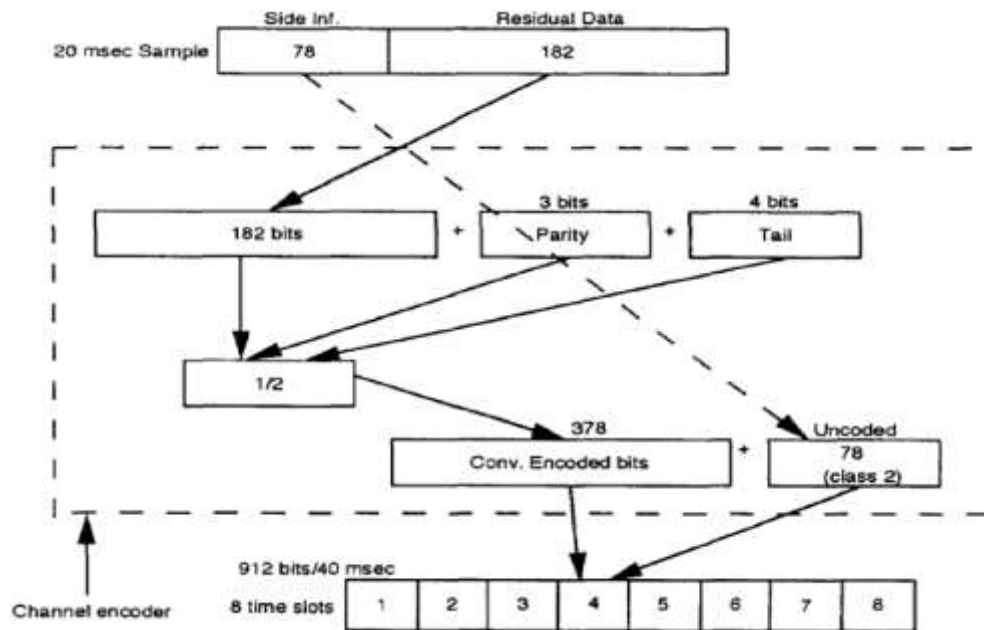 Side Inf. Residual Data
20 msec Sample 78 182
3 bits 4 bits
182 bits + Parity + Tail
1/2
378 Uncoded
Conv. Encoded bits + 78
(class 2)
912 bits/40 msec
8 time slots 1 2 3 4 5 6 7 8
Channel encoder